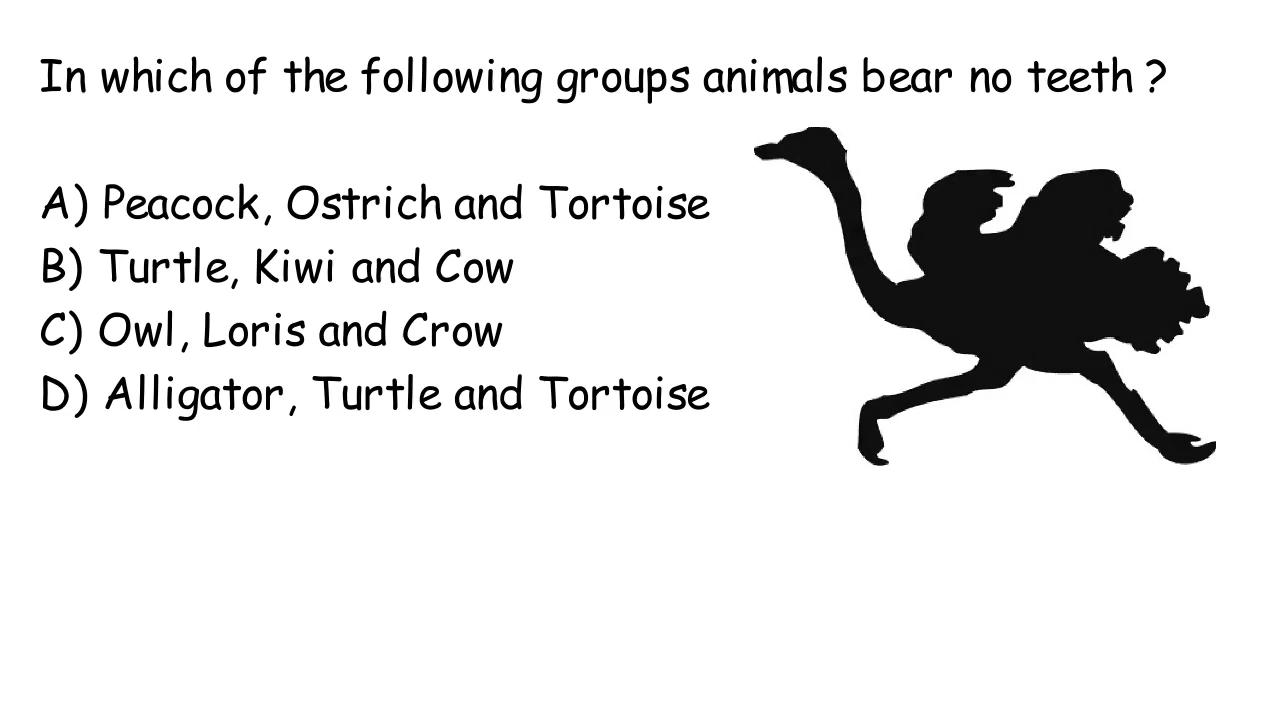 In which of the following groups animals bear no teeth ?
A) Peacock, Ostrich and Tortoise
B) Turtle, Kiwi and Cow
C) Owl, Loris and Crow
D) Alligator, Turtle and Tortoise